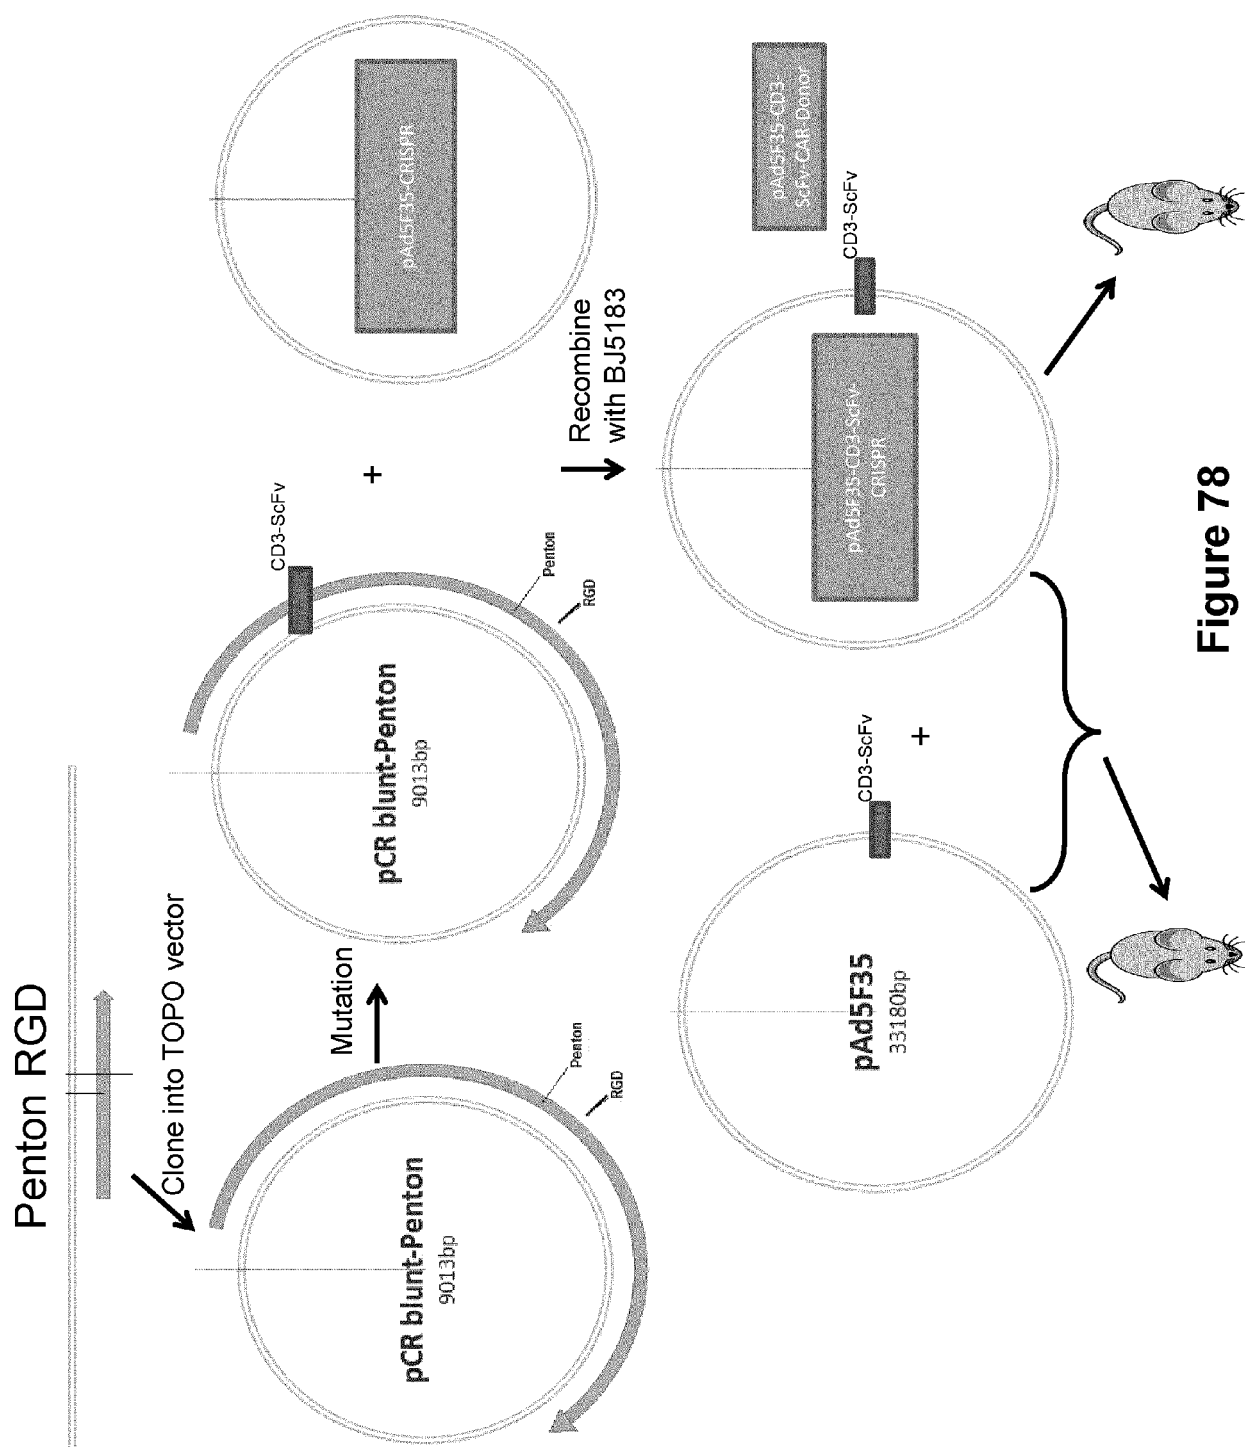 Penton RGD
Clone into TOPO vector
pCR blunt-Penton
9013bp
Penton
RGD
Mutation
pCR blunt-Penton
9013bp
CD3-ScFv
Penton
RGD
+
pAd5F35-CRISPR
Recombine
with BJ5183
pAd5F35
33180bp
CD3-ScFv
+
pAd5F35-CD3-ScFv-
CRISPR
CD3-ScFv
pAd5F35-CD3-
ScFv-CAR-Donor
Figure 78